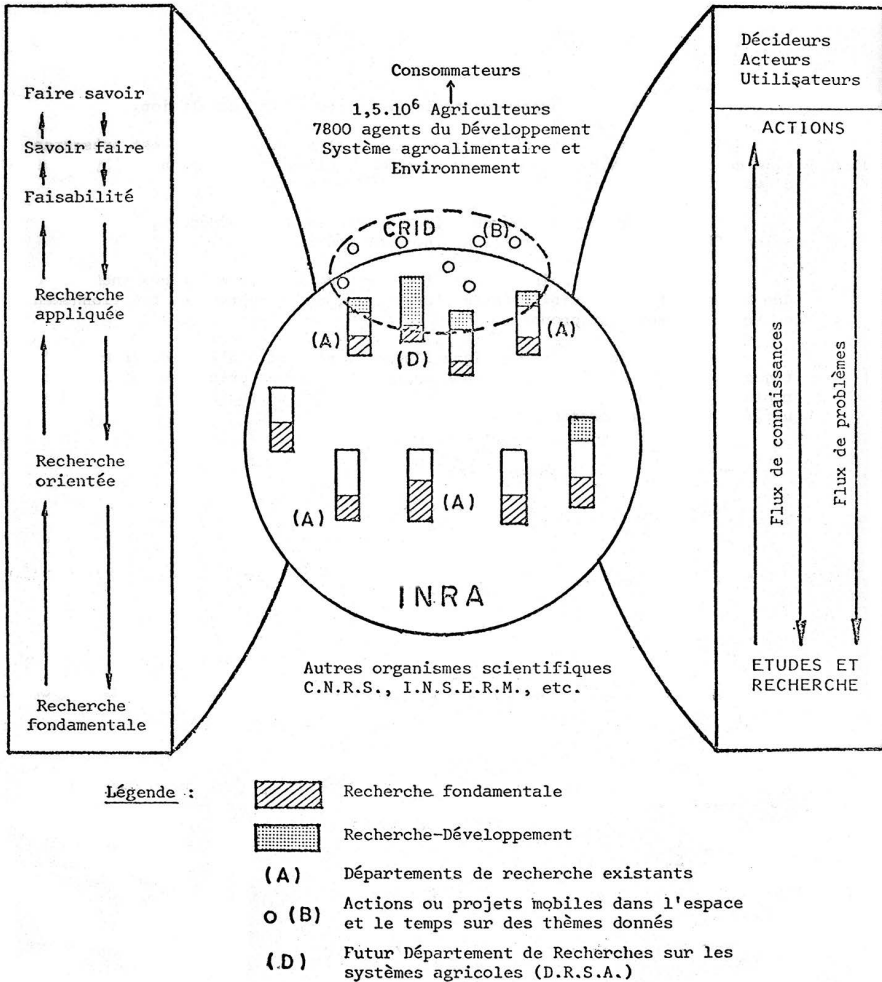 Faire savoir
Savoir faire
Faisabilité
Recherche
appliquée
Recherche
orientée
Recherche
fondamentale
Consommateurs
1,5.10⁶ Agriculteurs
7800 agents du Développement
Système agroalimentaire et
Environnement
CRID
(B)
(A)
(D)
(A)
(A)
(A)
INRA
Autres organismes scientifiques
C.N.R.S., I.N.S.E.R.M., etc.
Décideurs
Acteurs
Utilisateurs
ACTIONS
Flux de connaissances
Flux de problèmes
ETUDES ET
RECHERCHE
Légende :
Recherche fondamentale
Recherche-Développement
(A) Départements de recherche existants
(B) Actions ou projets mobiles dans l'espace
et le temps sur des thèmes donnés
(D) Futur Département de Recherches sur les
systèmes agricoles (D.R.S.A.)